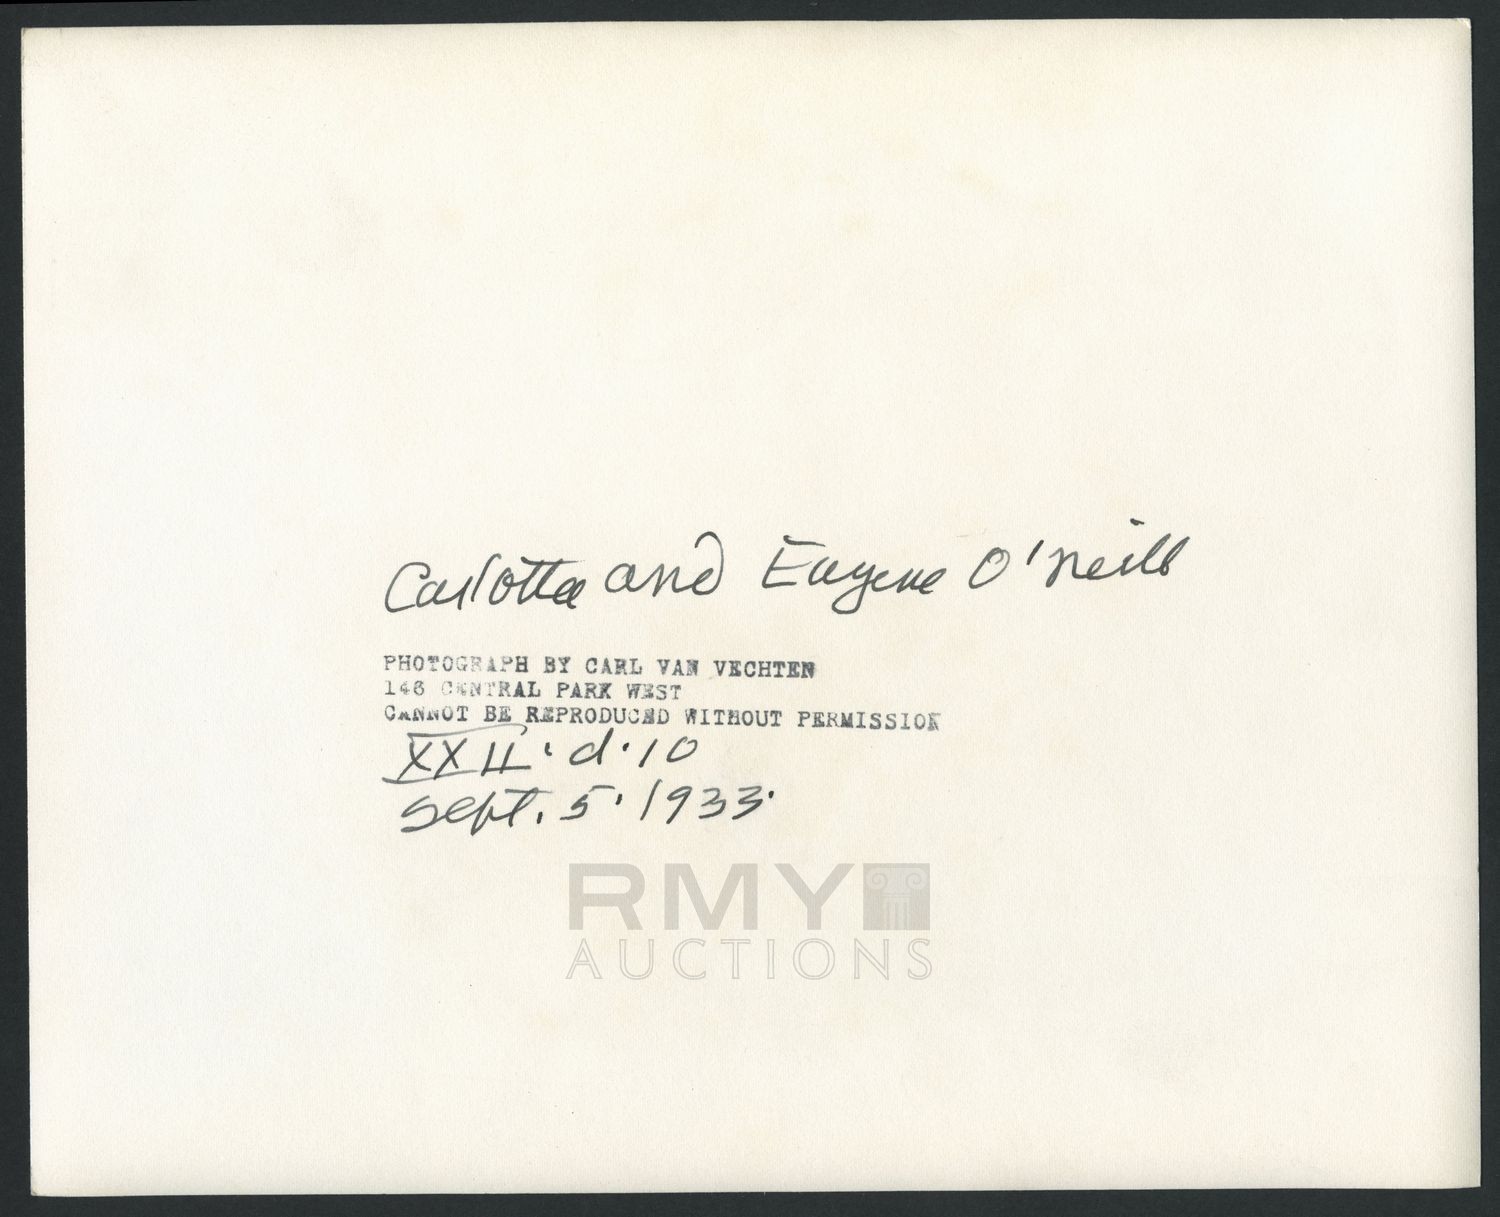 Carlotta and Eugene O'Neill
PHOTOGRAPH BY CARL VAN VECHTEN
146 CENTRAL PARK WEST
CANNOT BE REPRODUCED WITHOUT PERMISSION
XXII·d·10
Sept. 5·1933·
RMY
AUCTIONS